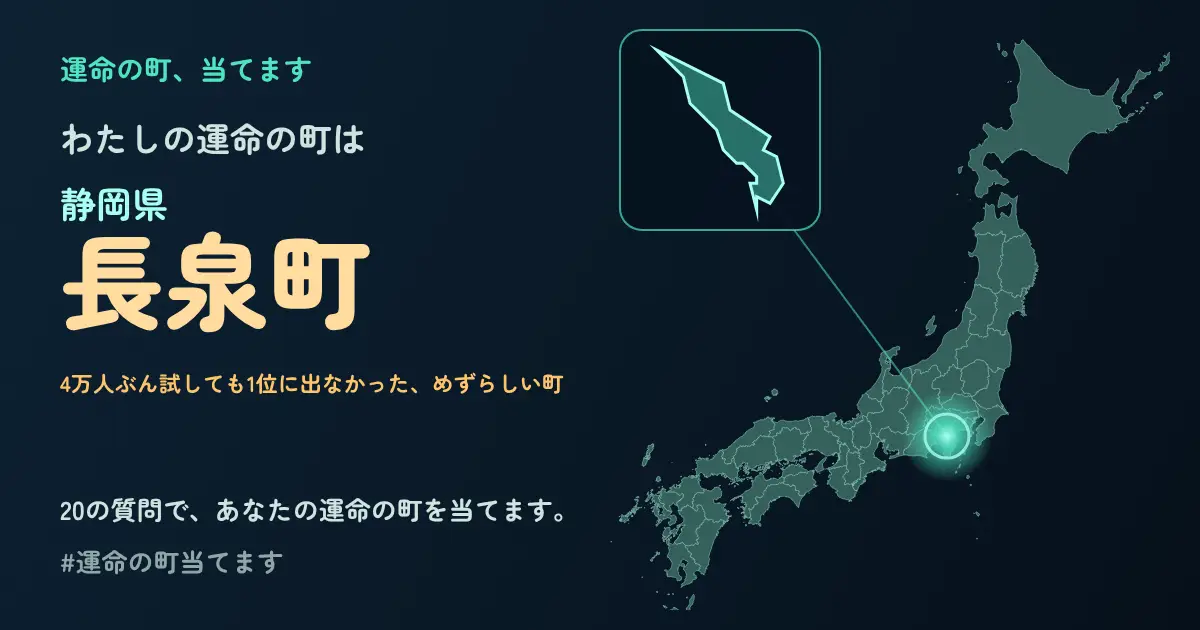 運命の町、当てます
わたしの運命の町は
静岡県
長泉町
4万人ぶん試しても1位に出なかった、めずらしい町
20の質問で、あなたの運命の町を当てます。
#運命の町当てます